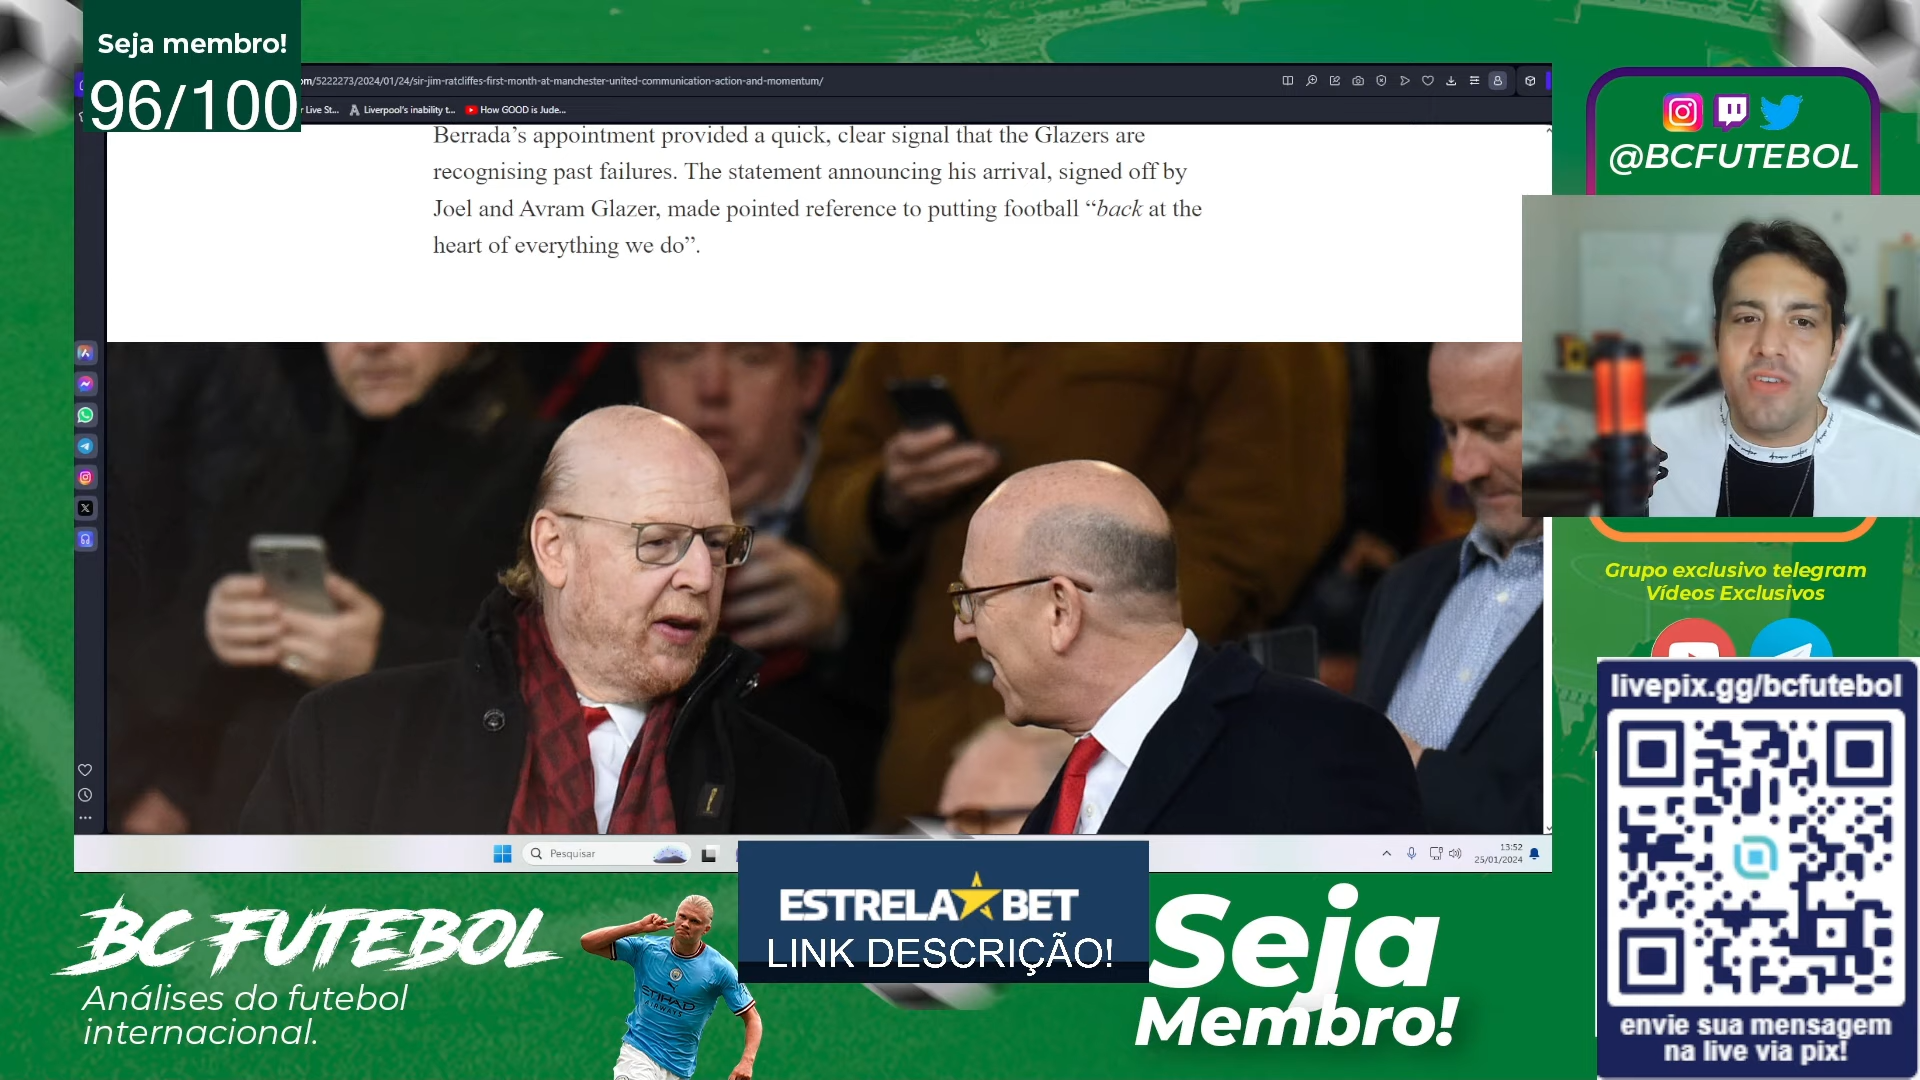 Seja membro!
96/100
m/5222273/2024/01/24/sir-jim-ratcliffes-first-month-at-manchester-united-communication-action-and-momentum/
r Live St...
Liverpool's inability t...
How GOOD is Jude...
Berrada's appointment provided a quick, clear signal that the Glazers are
recognising past failures. The statement announcing his arrival, signed off by
Joel and Avram Glazer, made pointed reference to putting football “back at the
heart of everything we do”.
@BCFUTEBOL
Grupo exclusivo telegram
Vídeos Exclusivos
livepix.gg/bcfutebol
envie sua mensagem
na live via pix!
Pesquisar
13:52
25/01/2024
BC FUTEBOL
Análises do futebol
internacional.
ETIHAD
AIRWAYS
ESTRELA BET
LINK DESCRIÇÃO!
Seja
Membro!